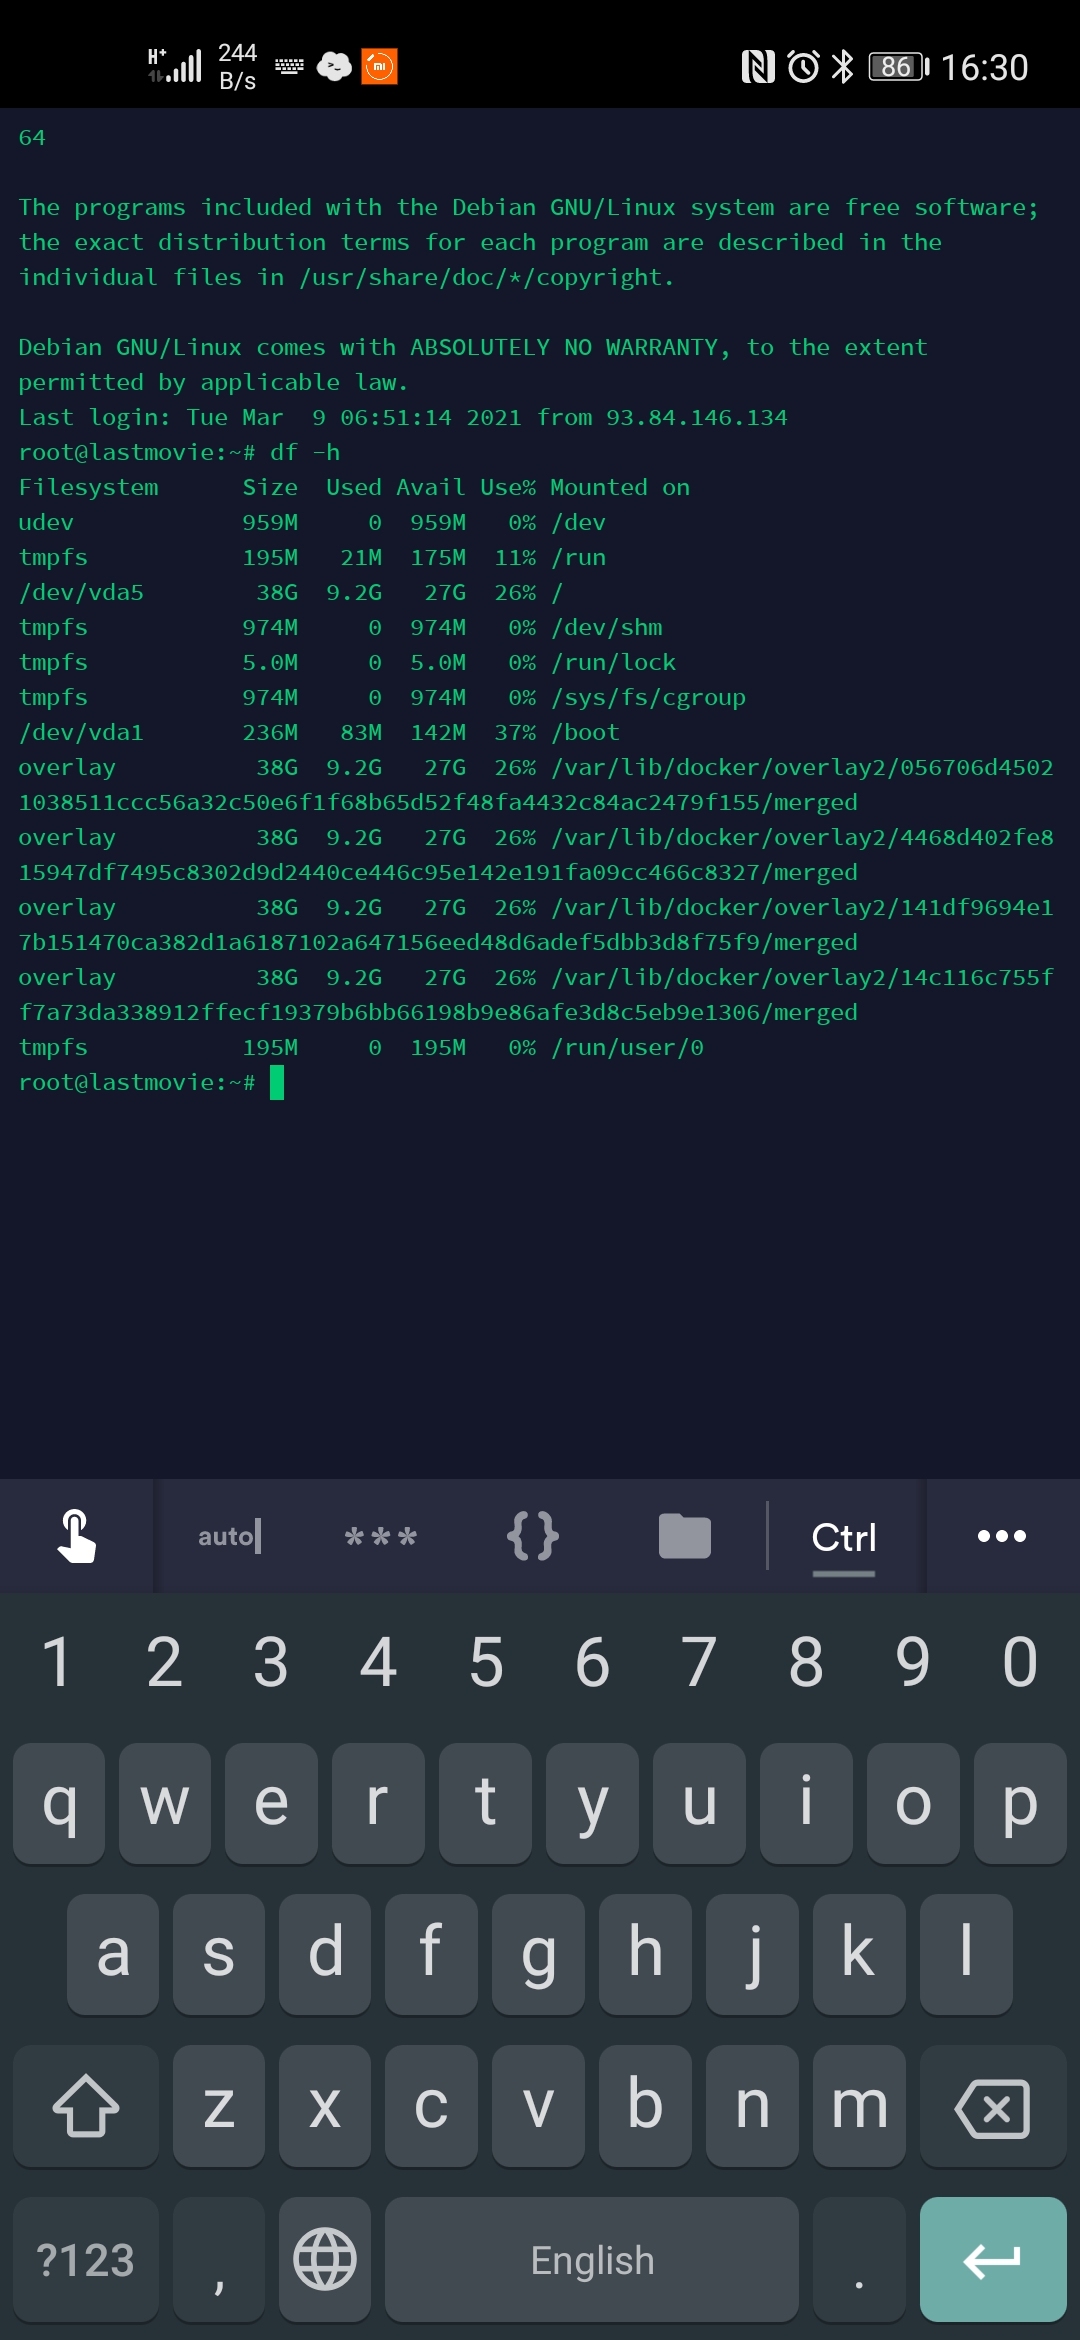 H+ 244 B/s 86 16:30
64
The programs included with the Debian GNU/Linux system are free software;
the exact distribution terms for each program are described in the
individual files in /usr/share/doc/*/copyright.
Debian GNU/Linux comes with ABSOLUTELY NO WARRANTY, to the extent
permitted by applicable law.
Last login: Tue Mar  9 06:51:14 2021 from 93.84.146.134
root@lastmovie:~# df -h
Filesystem      Size  Used Avail Use% Mounted on
udev            959M     0  959M   0% /dev
tmpfs           195M   21M  175M  11% /run
/dev/vda5        38G  9.2G   27G  26% /
tmpfs           974M     0  974M   0% /dev/shm
tmpfs           5.0M     0  5.0M   0% /run/lock
tmpfs           974M     0  974M   0% /sys/fs/cgroup
/dev/vda1       236M   83M  142M  37% /boot
overlay          38G  9.2G   27G  26% /var/lib/docker/overlay2/056706d4502
1038511ccc56a32c50e6f1f68b65d52f48fa4432c84ac2479f155/merged
overlay          38G  9.2G   27G  26% /var/lib/docker/overlay2/4468d402fe8
15947df7495c8302d9d2440ce446c95e142e191fa09cc466c8327/merged
overlay          38G  9.2G   27G  26% /var/lib/docker/overlay2/141df9694e1
7b151470ca382d1a6187102a647156eed48d6adef5dbb3d8f75f9/merged
overlay          38G  9.2G   27G  26% /var/lib/docker/overlay2/14c116c755f
f7a73da338912ffecf19379b6bb66198b9e86afe3d8c5eb9e1306/merged
tmpfs           195M     0  195M   0% /run/user/0
root@lastmovie:~#
auto *** {} Ctrl
1 2 3 4 5 6 7 8 9 0
q w e r t y u i o p
a s d f g h j k l
z x c v b n m
?123 , English .